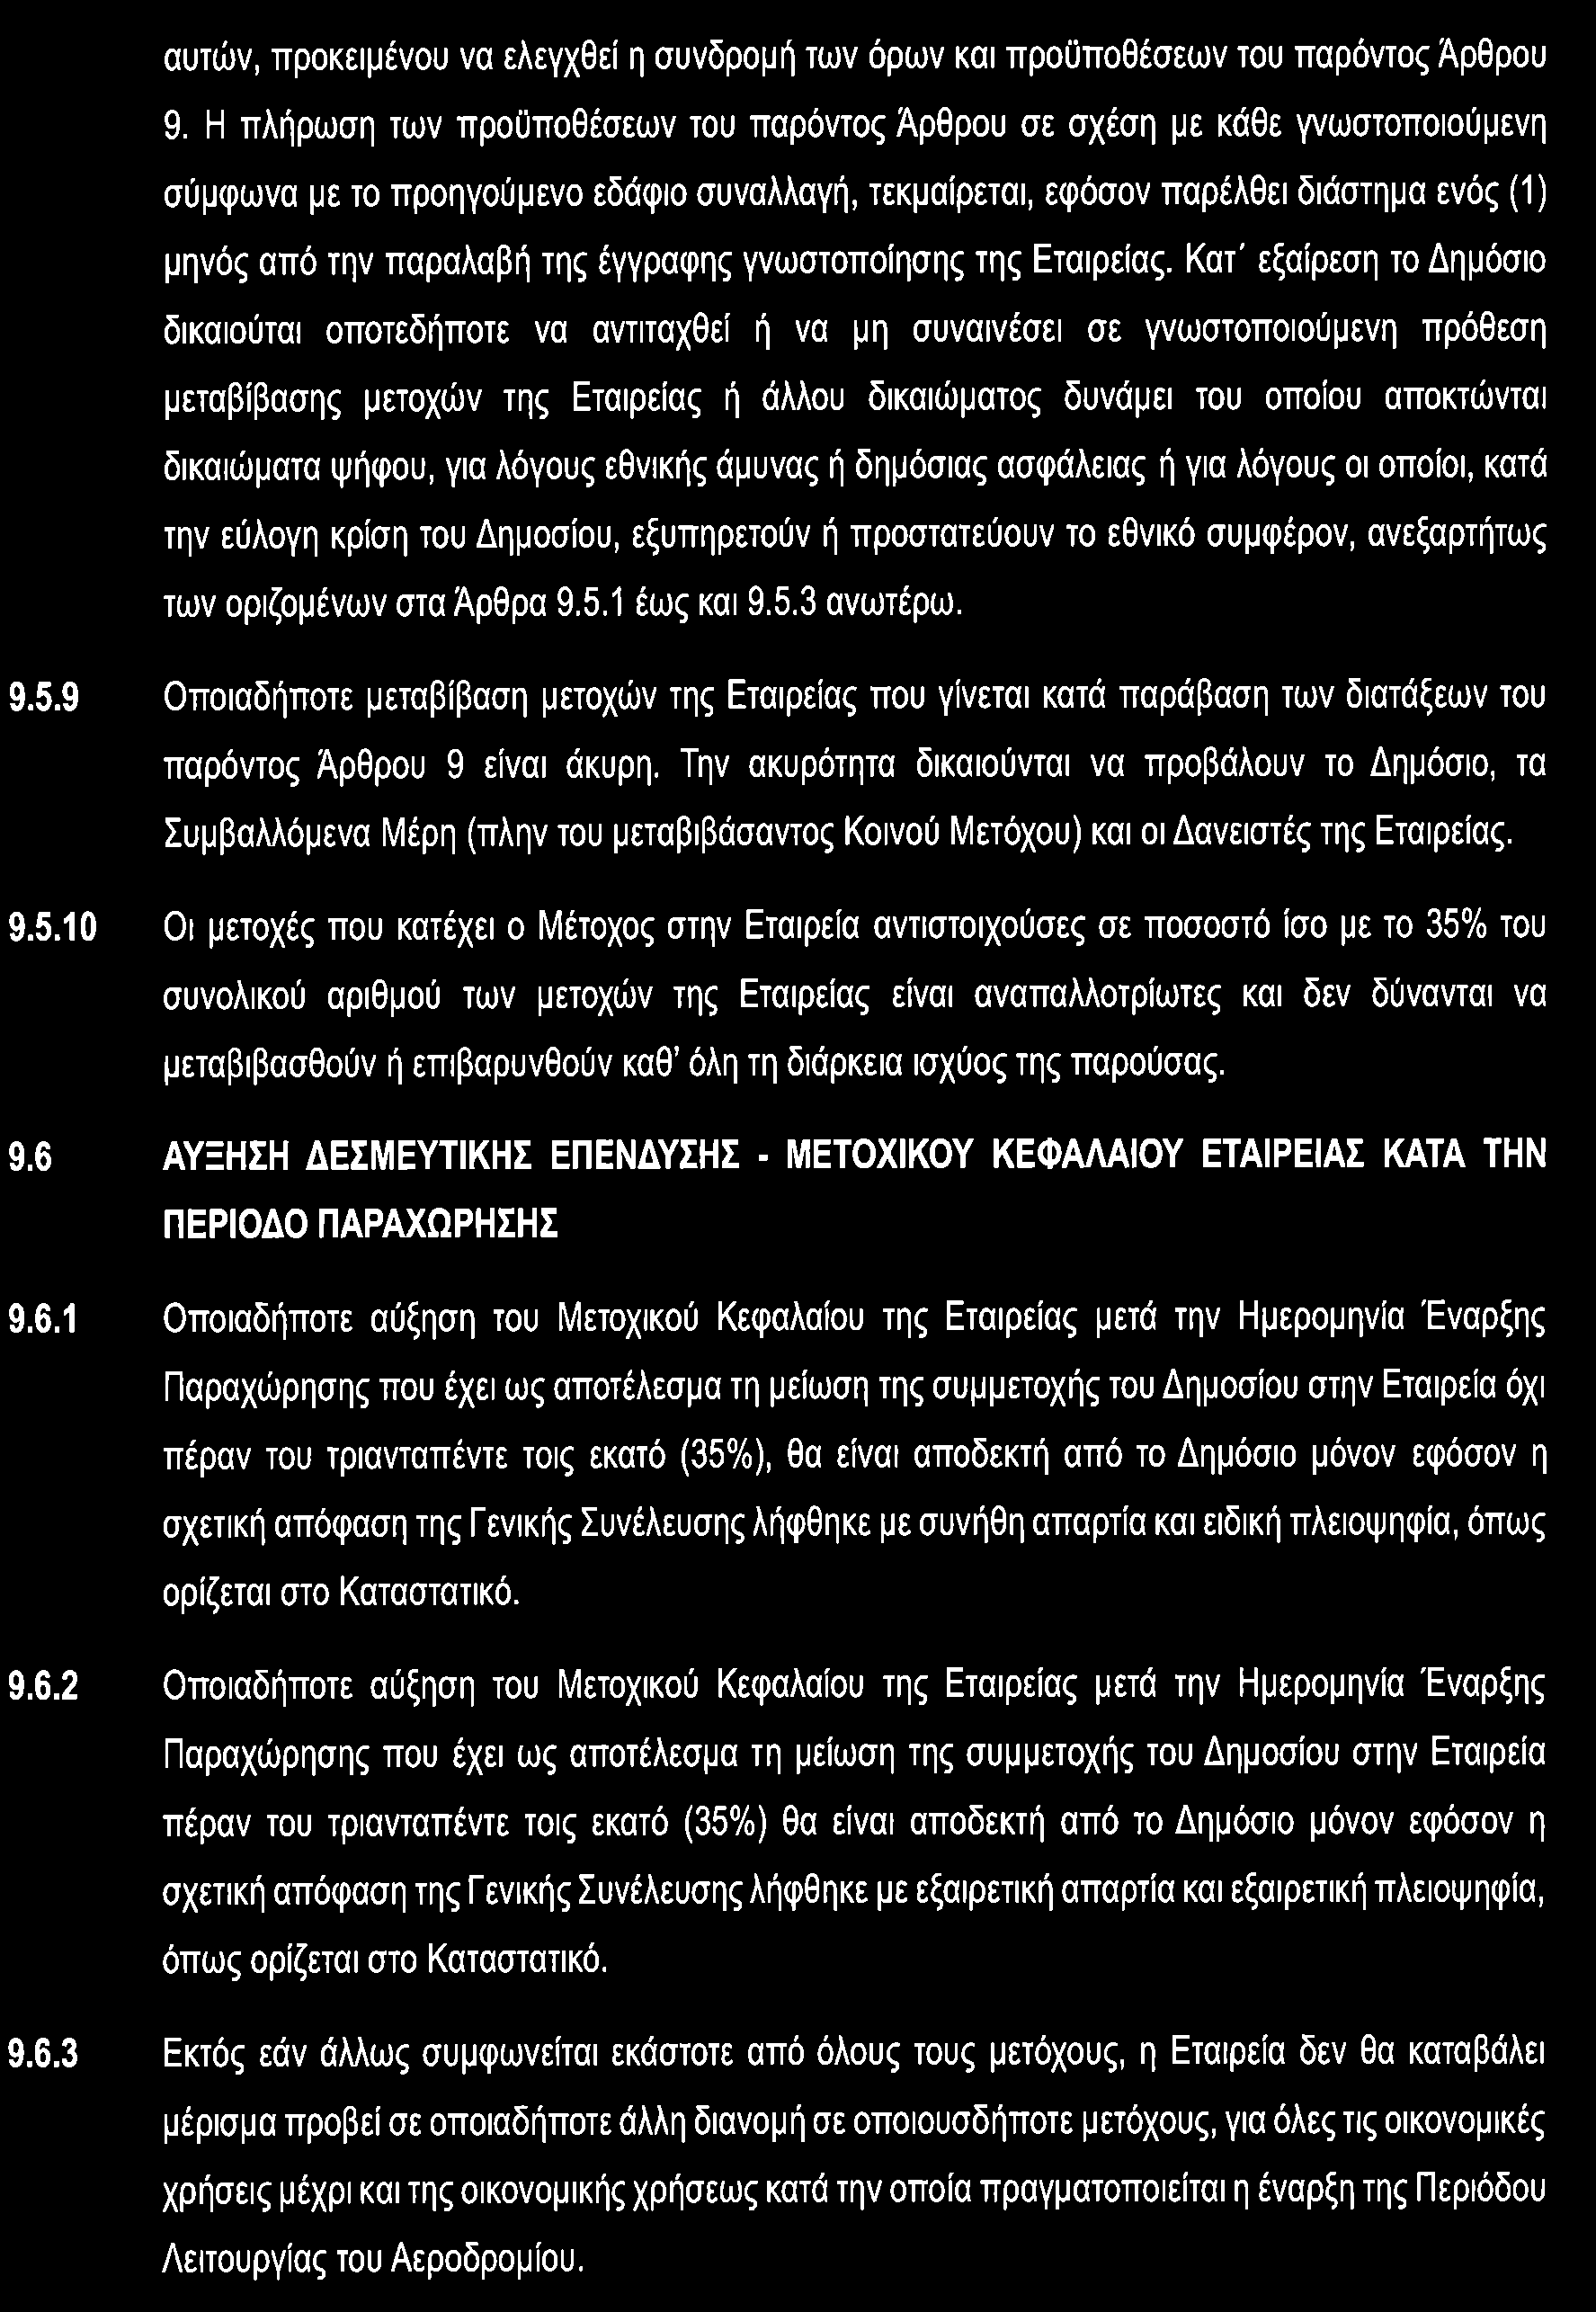 αυτών, προκειμένου να ελεγχθεί η συνδρομή των όρων και προϋποθέσεων του παρόντος Άρθρου
9. Η πλήρωση των προϋποθέσεων του παρόντος Άρθρου σε σχέση με κάθε γνωστοποιούμενη
σύμφωνα με το προηγούμενο εδάφιο συναλλαγή, τεκμαίρεται, εφόσον παρέλθει διάστημα ενός (1)
μηνός από την παραλαβή της έγγραφης γνωστοποίησης της Εταιρείας. Κατ' εξαίρεση το Δημόσιο
δικαιούται οποτεδήποτε να αντιταχθεί ή να μη συναινέσει σε γνωστοποιούμενη πρόθεση
μεταβίβασης μετοχών της Εταιρείας ή άλλου δικαιώματος δυνάμει του οποίου αποκτώνται
δικαιώματα ψήφου, για λόγους εθνικής άμυνας ή δημόσιας ασφάλειας ή για λόγους οι οποίοι, κατά
την εύλογη κρίση του Δημοσίου, εξυπηρετούν ή προστατεύουν το εθνικό συμφέρον, ανεξαρτήτως
των οριζομένων στα Άρθρα 9.5.1 έως και 9.5.3 ανωτέρω.
9.5.9 Οποιαδήποτε μεταβίβαση μετοχών της Εταιρείας που γίνεται κατά παράβαση των διατάξεων του
παρόντος Άρθρου 9 είναι άκυρη. Την ακυρότητα δικαιούνται να προβάλουν το Δημόσιο, τα
Συμβαλλόμενα Μέρη (πλην του μεταβιβάσαντος Κοινού Μετόχου) και οι Δανειστές της Εταιρείας.
9.5.10 Οι μετοχές που κατέχει ο Μέτοχος στην Εταιρεία αντιστοιχούσες σε ποσοστό ίσο με το 35% του
συνολικού αριθμού των μετοχών της Εταιρείας είναι αναπαλλοτρίωτες και δεν δύνανται να
μεταβιβασθούν ή επιβαρυνθούν καθ’ όλη τη διάρκεια ισχύος της παρούσας.
9.6 ΑΥΞΗΣΗ ΔΕΣΜΕΥΤΙΚΗΣ ΕΠΕΝΔΥΣΗΣ - ΜΕΤΟΧΙΚΟΥ ΚΕΦΑΛΑΙΟΥ ΕΤΑΙΡΕΙΑΣ ΚΑΤΑ ΤΗΝ
ΠΕΡΙΟΔΟ ΠΑΡΑΧΩΡΗΣΗΣ
9.6.1 Οποιαδήποτε αύξηση του Μετοχικού Κεφαλαίου της Εταιρείας μετά την Ημερομηνία Έναρξης
Παραχώρησης που έχει ως αποτέλεσμα τη μείωση της συμμετοχής του Δημοσίου στην Εταιρεία όχι
πέραν του τριανταπέντε τοις εκατό (35%), θα είναι αποδεκτή από το Δημόσιο μόνον εφόσον η
σχετική απόφαση της Γενικής Συνέλευσης λήφθηκε με συνήθη απαρτία και ειδική πλειοψηφία, όπως
ορίζεται στο Καταστατικό.
9.6.2 Οποιαδήποτε αύξηση του Μετοχικού Κεφαλαίου της Εταιρείας μετά την Ημερομηνία Έναρξης
Παραχώρησης που έχει ως αποτέλεσμα τη μείωση της συμμετοχής του Δημοσίου στην Εταιρεία
πέραν του τριανταπέντε τοις εκατό (35%) θα είναι αποδεκτή από το Δημόσιο μόνον εφόσον η
σχετική απόφαση της Γενικής Συνέλευσης λήφθηκε με εξαιρετική απαρτία και εξαιρετική πλειοψηφία,
όπως ορίζεται στο Καταστατικό.
9.6.3 Εκτός εάν άλλως συμφωνείται εκάστοτε από όλους τους μετόχους, η Εταιρεία δεν θα καταβάλει
μέρισμα προβεί σε οποιαδήποτε άλλη διανομή σε οποιουσδήποτε μετόχους, για όλες τις οικονομικές
χρήσεις μέχρι και της οικονομικής χρήσεως κατά την οποία πραγματοποιείται η έναρξη της Περιόδου
Λειτουργίας του Αεροδρομίου.